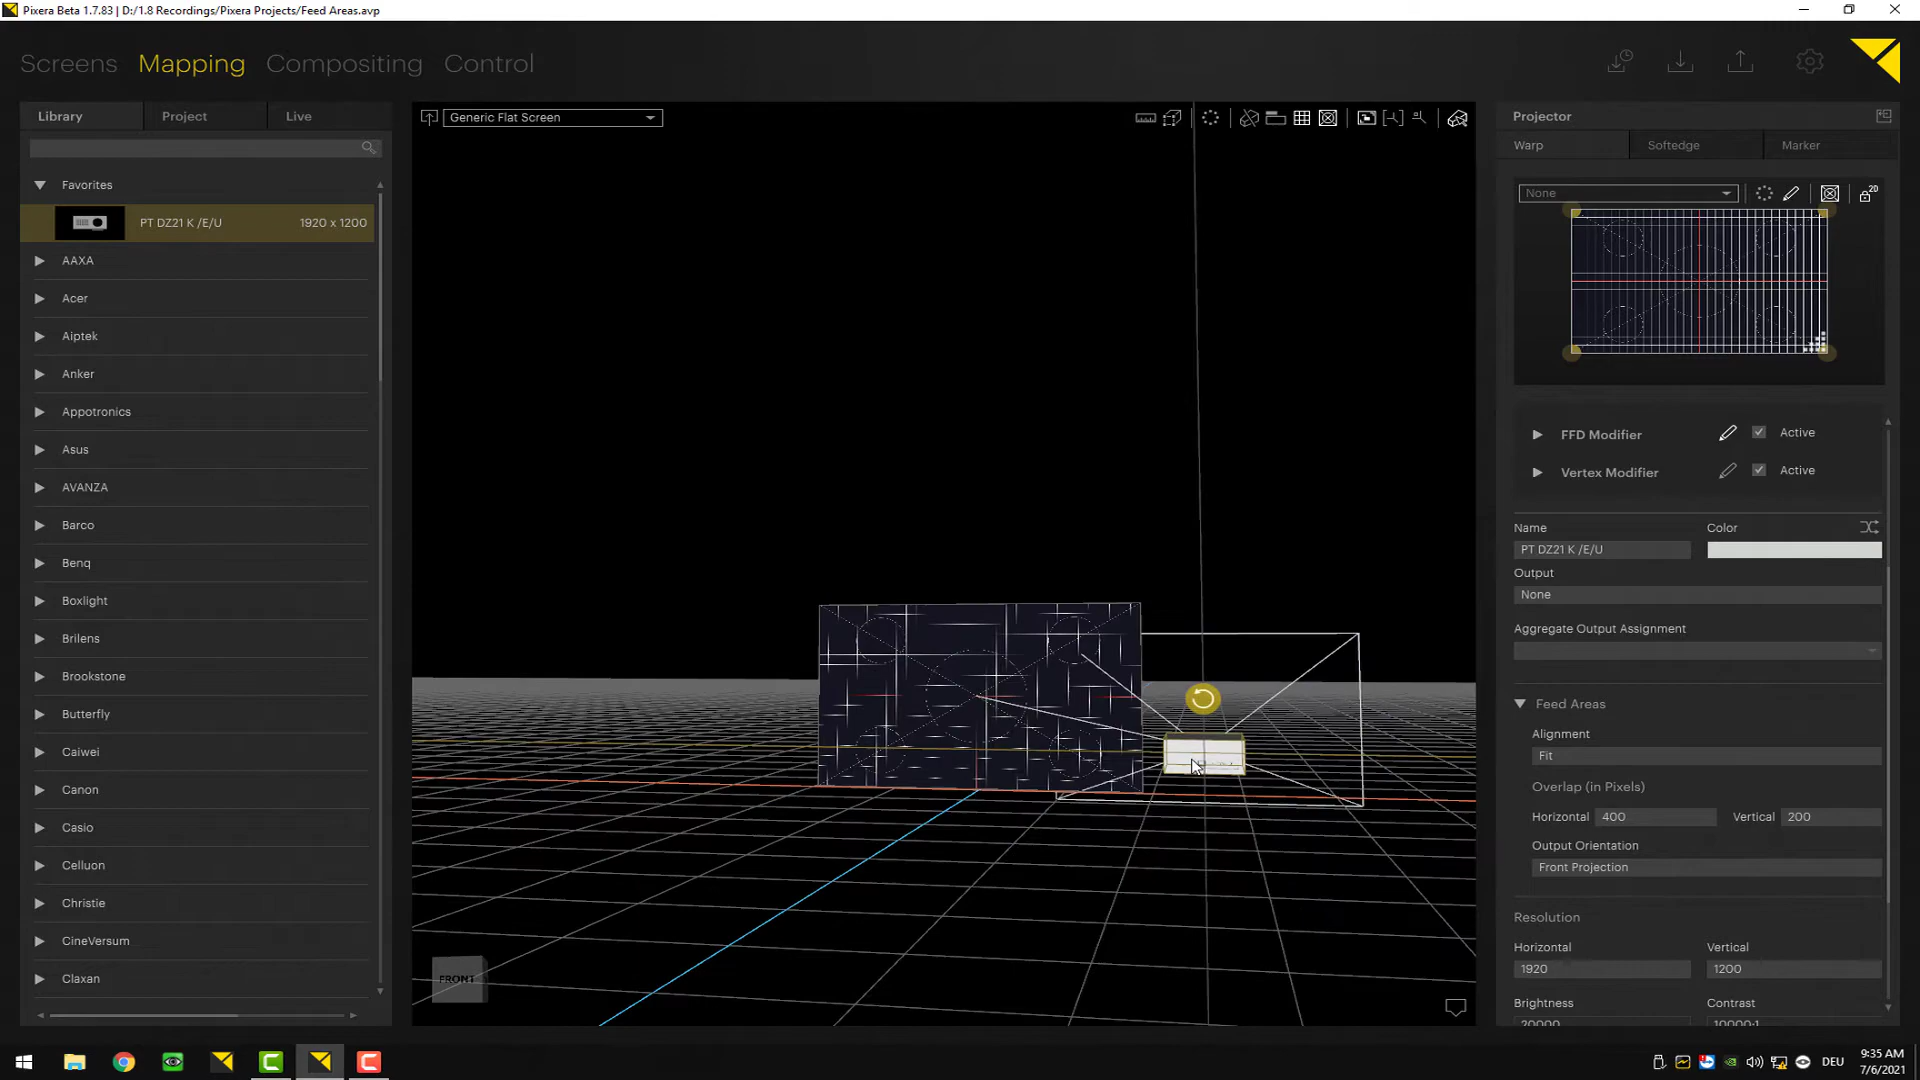 Pixera Beta 1.7.83 | D:/1.8 Recordings/Pixera Projects/Feed Areas.avp
Screens Mapping Compositing Control
Library Project Live
Favorites
PT DZ21 K /E/U 1920 x 1200
AAXA
Acer
Aiptek
Anker
Appotronics
Asus
AVANZA
Barco
Benq
Boxlight
Brilens
Brookstone
Butterfly
Caiwei
Canon
Casio
Celluon
Christie
CineVersum
Claxan
Generic Flat Screen
FRONT
Projector
Warp Softedge Marker
None
2D
FFD Modifier Active
Vertex Modifier Active
Name Color
PT DZ21 K /E/U
Output
None
Aggregate Output Assignment
Feed Areas
Alignment
Fit
Overlap (in Pixels)
Horizontal 400 Vertical 200
Output Orientation
Front Projection
Resolution
Horizontal Vertical
1920 1200
Brightness Contrast
20000 10000:1
DEU
9:35 AM
7/6/2021